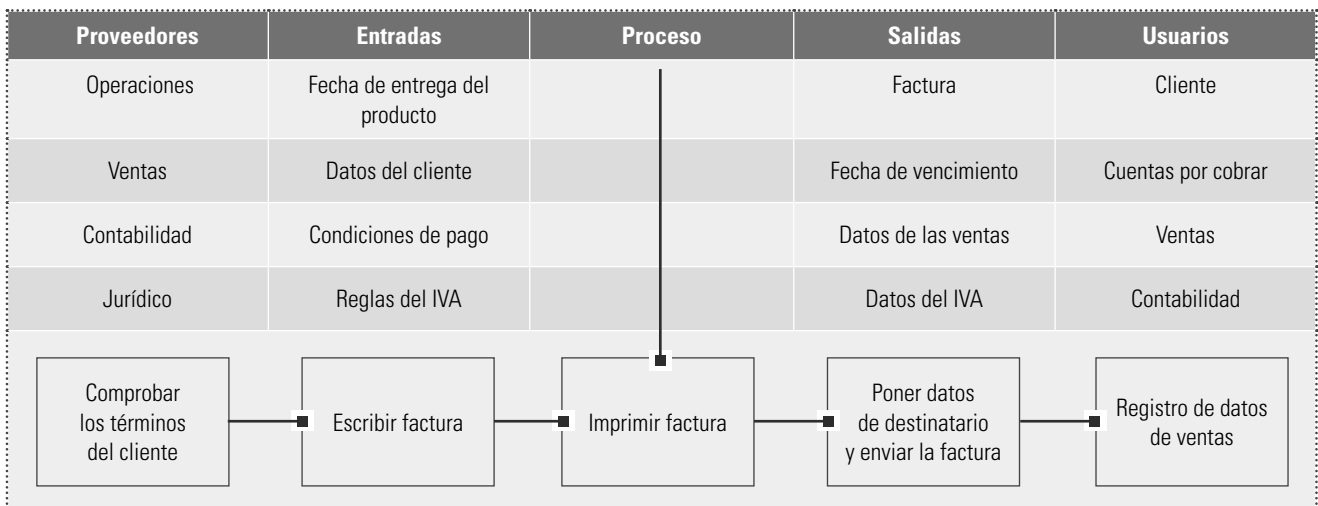 Proveedores Entradas Proceso Salidas Usuarios
Operaciones Fecha de entrega del Factura Cliente
producto
Ventas Datos del cliente Fecha de vencimiento Cuentas por cobrar
Contabilidad Condiciones de pago Datos de las ventas Ventas
Jurídico Reglas del IVA Datos del IVA Contabilidad
Comprobar
los términos
del cliente
Escribir factura
Imprimir factura
Poner datos
de destinatario
y enviar la factura
Registro de datos
de ventas